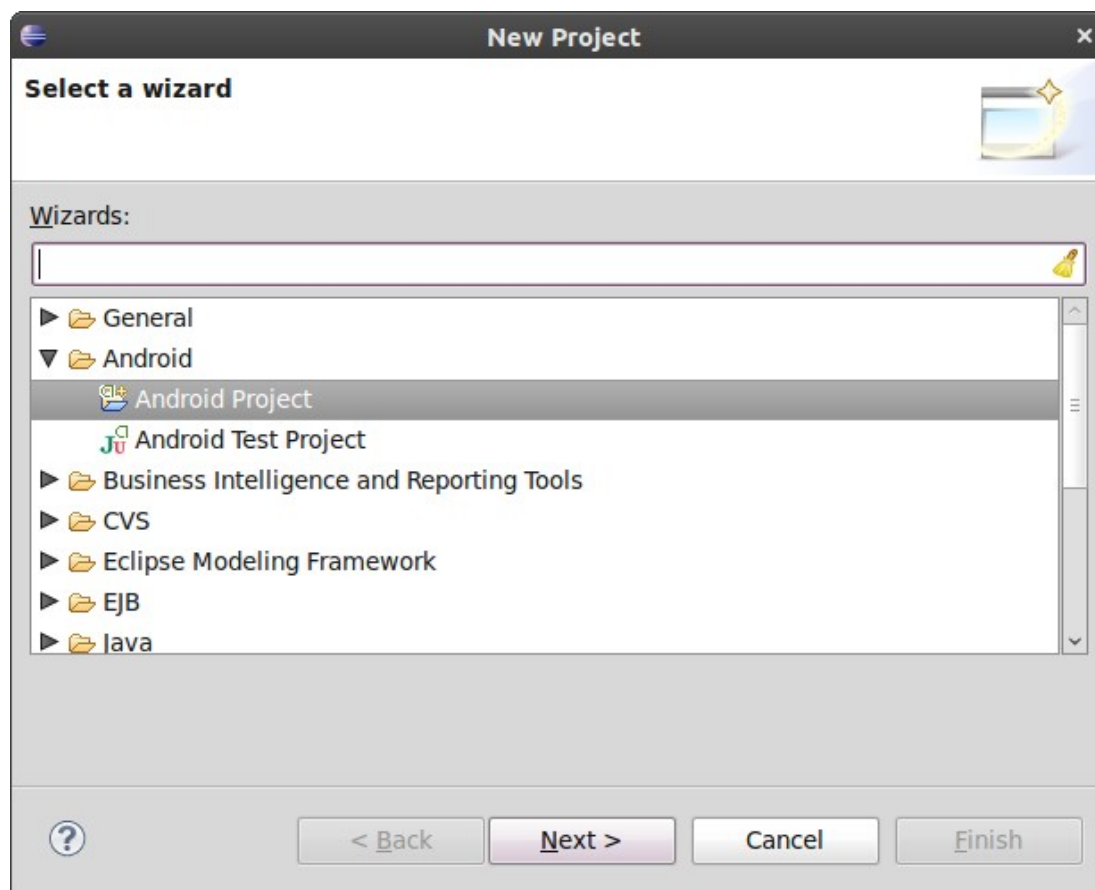 New Project
Select a wizard
Wizards:
General
Android
Android Project
Android Test Project
Business Intelligence and Reporting Tools
CVS
Eclipse Modeling Framework
EJB
Java
< Back
Next >
Cancel
Finish